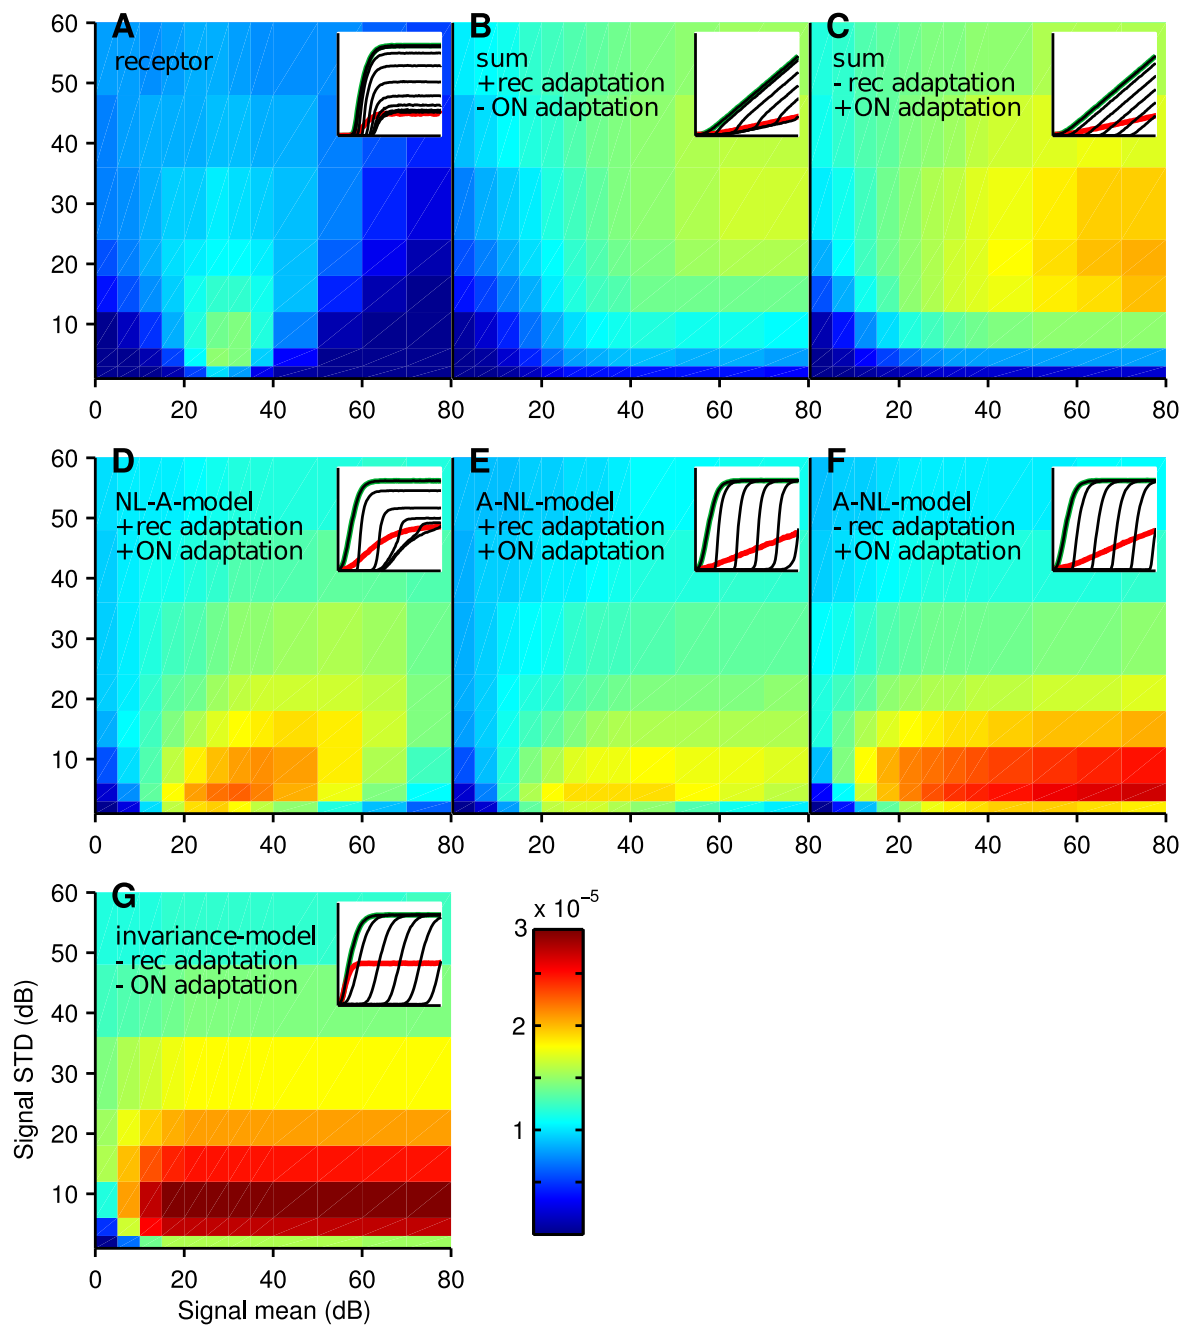 A
receptor
B
sum
+rec adaptation
- ON adaptation
C
sum
- rec adaptation
+ON adaptation
60
50
40
30
20
10
0 20 40 60 20 40 60 20 40 60 80
D
NL-A-model
+rec adaptation
+ON adaptation
E
A-NL-model
+rec adaptation
+ON adaptation
F
A-NL-model
- rec adaptation
+ON adaptation
60
50
40
30
20
10
0 20 40 60 20 40 60 20 40 60 80
G
invariance-model
- rec adaptation
- ON adaptation
60
50
40
30
20
10
0 20 40 60 80
Signal STD (dB)
Signal mean (dB)
x 10⁻⁵
3
2
1